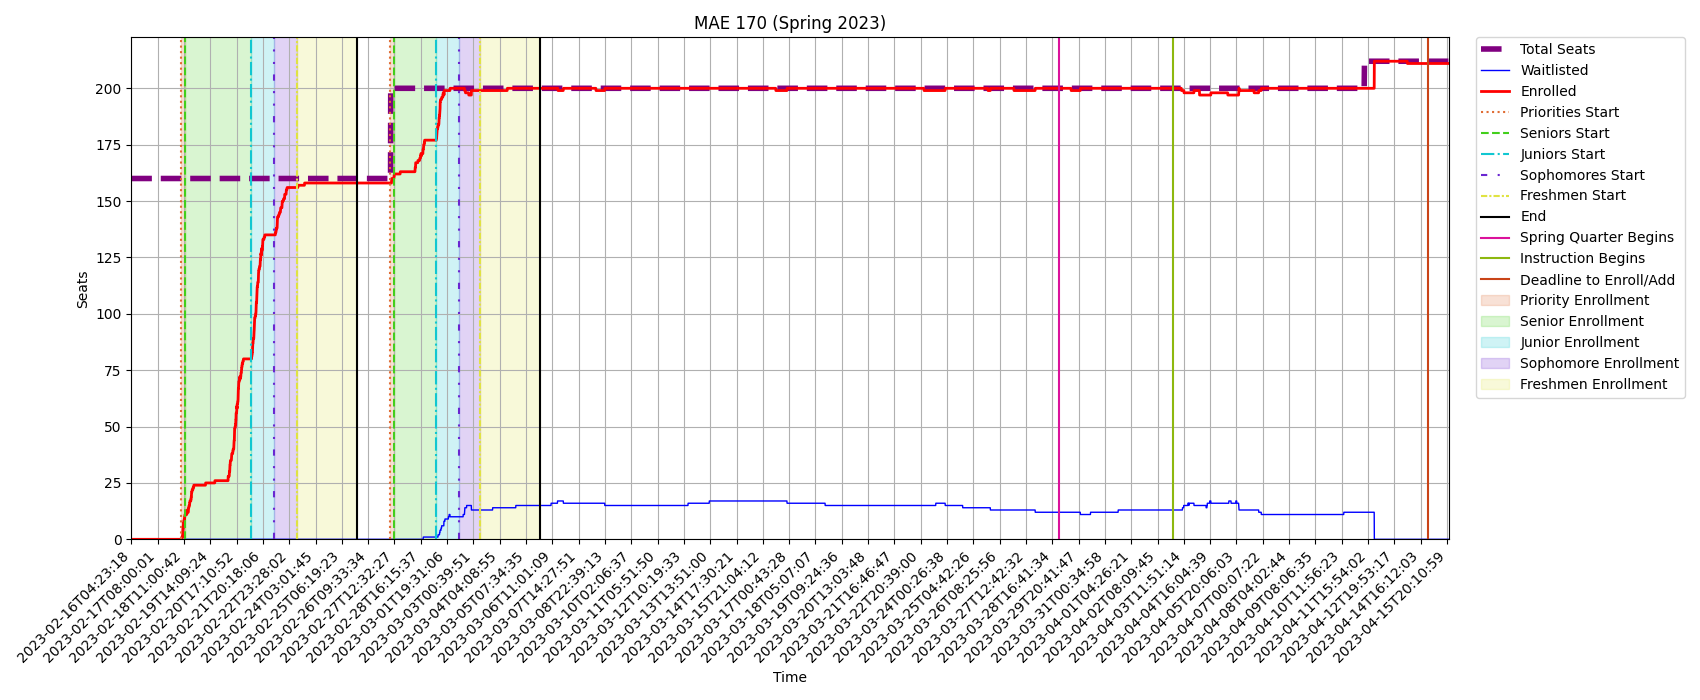 MAE 170 (Spring 2023)
Seats
200
175
150
125
100
75
50
25
0
2023-02-16T04:23:18
2023-02-17T08:00:01
2023-02-18T11:00:42
2023-02-19T14:09:24
2023-02-20T17:10:52
2023-02-21T20:18:06
2023-02-22T23:28:02
2023-02-24T03:01:45
2023-02-25T06:19:23
2023-02-26T09:33:34
2023-02-27T12:32:27
2023-02-28T16:15:37
2023-03-01T19:31:06
2023-03-03T00:39:51
2023-03-04T04:08:55
2023-03-05T07:34:35
2023-03-06T11:01:09
2023-03-07T14:27:51
2023-03-08T22:39:13
2023-03-10T02:06:37
2023-03-11T05:51:50
2023-03-12T10:19:33
2023-03-13T13:51:00
2023-03-14T17:30:21
2023-03-15T21:04:12
2023-03-17T00:43:28
2023-03-18T05:07:07
2023-03-19T09:24:36
2023-03-20T13:03:48
2023-03-21T16:46:47
2023-03-22T20:39:00
2023-03-24T00:26:38
2023-03-25T04:42:26
2023-03-26T08:25:56
2023-03-27T12:42:32
2023-03-28T16:41:34
2023-03-29T20:41:47
2023-03-31T00:34:58
2023-04-01T04:26:21
2023-04-02T08:09:45
2023-04-03T11:51:14
2023-04-04T16:04:39
2023-04-05T20:06:03
2023-04-07T00:07:22
2023-04-08T04:02:44
2023-04-09T08:06:35
2023-04-10T11:56:23
2023-04-11T15:54:02
2023-04-12T19:53:17
2023-04-14T16:12:03
2023-04-15T20:10:59
Time
Total Seats
Waitlisted
Enrolled
Priorities Start
Seniors Start
Juniors Start
Sophomores Start
Freshmen Start
End
Spring Quarter Begins
Instruction Begins
Deadline to Enroll/Add
Priority Enrollment
Senior Enrollment
Junior Enrollment
Sophomore Enrollment
Freshmen Enrollment